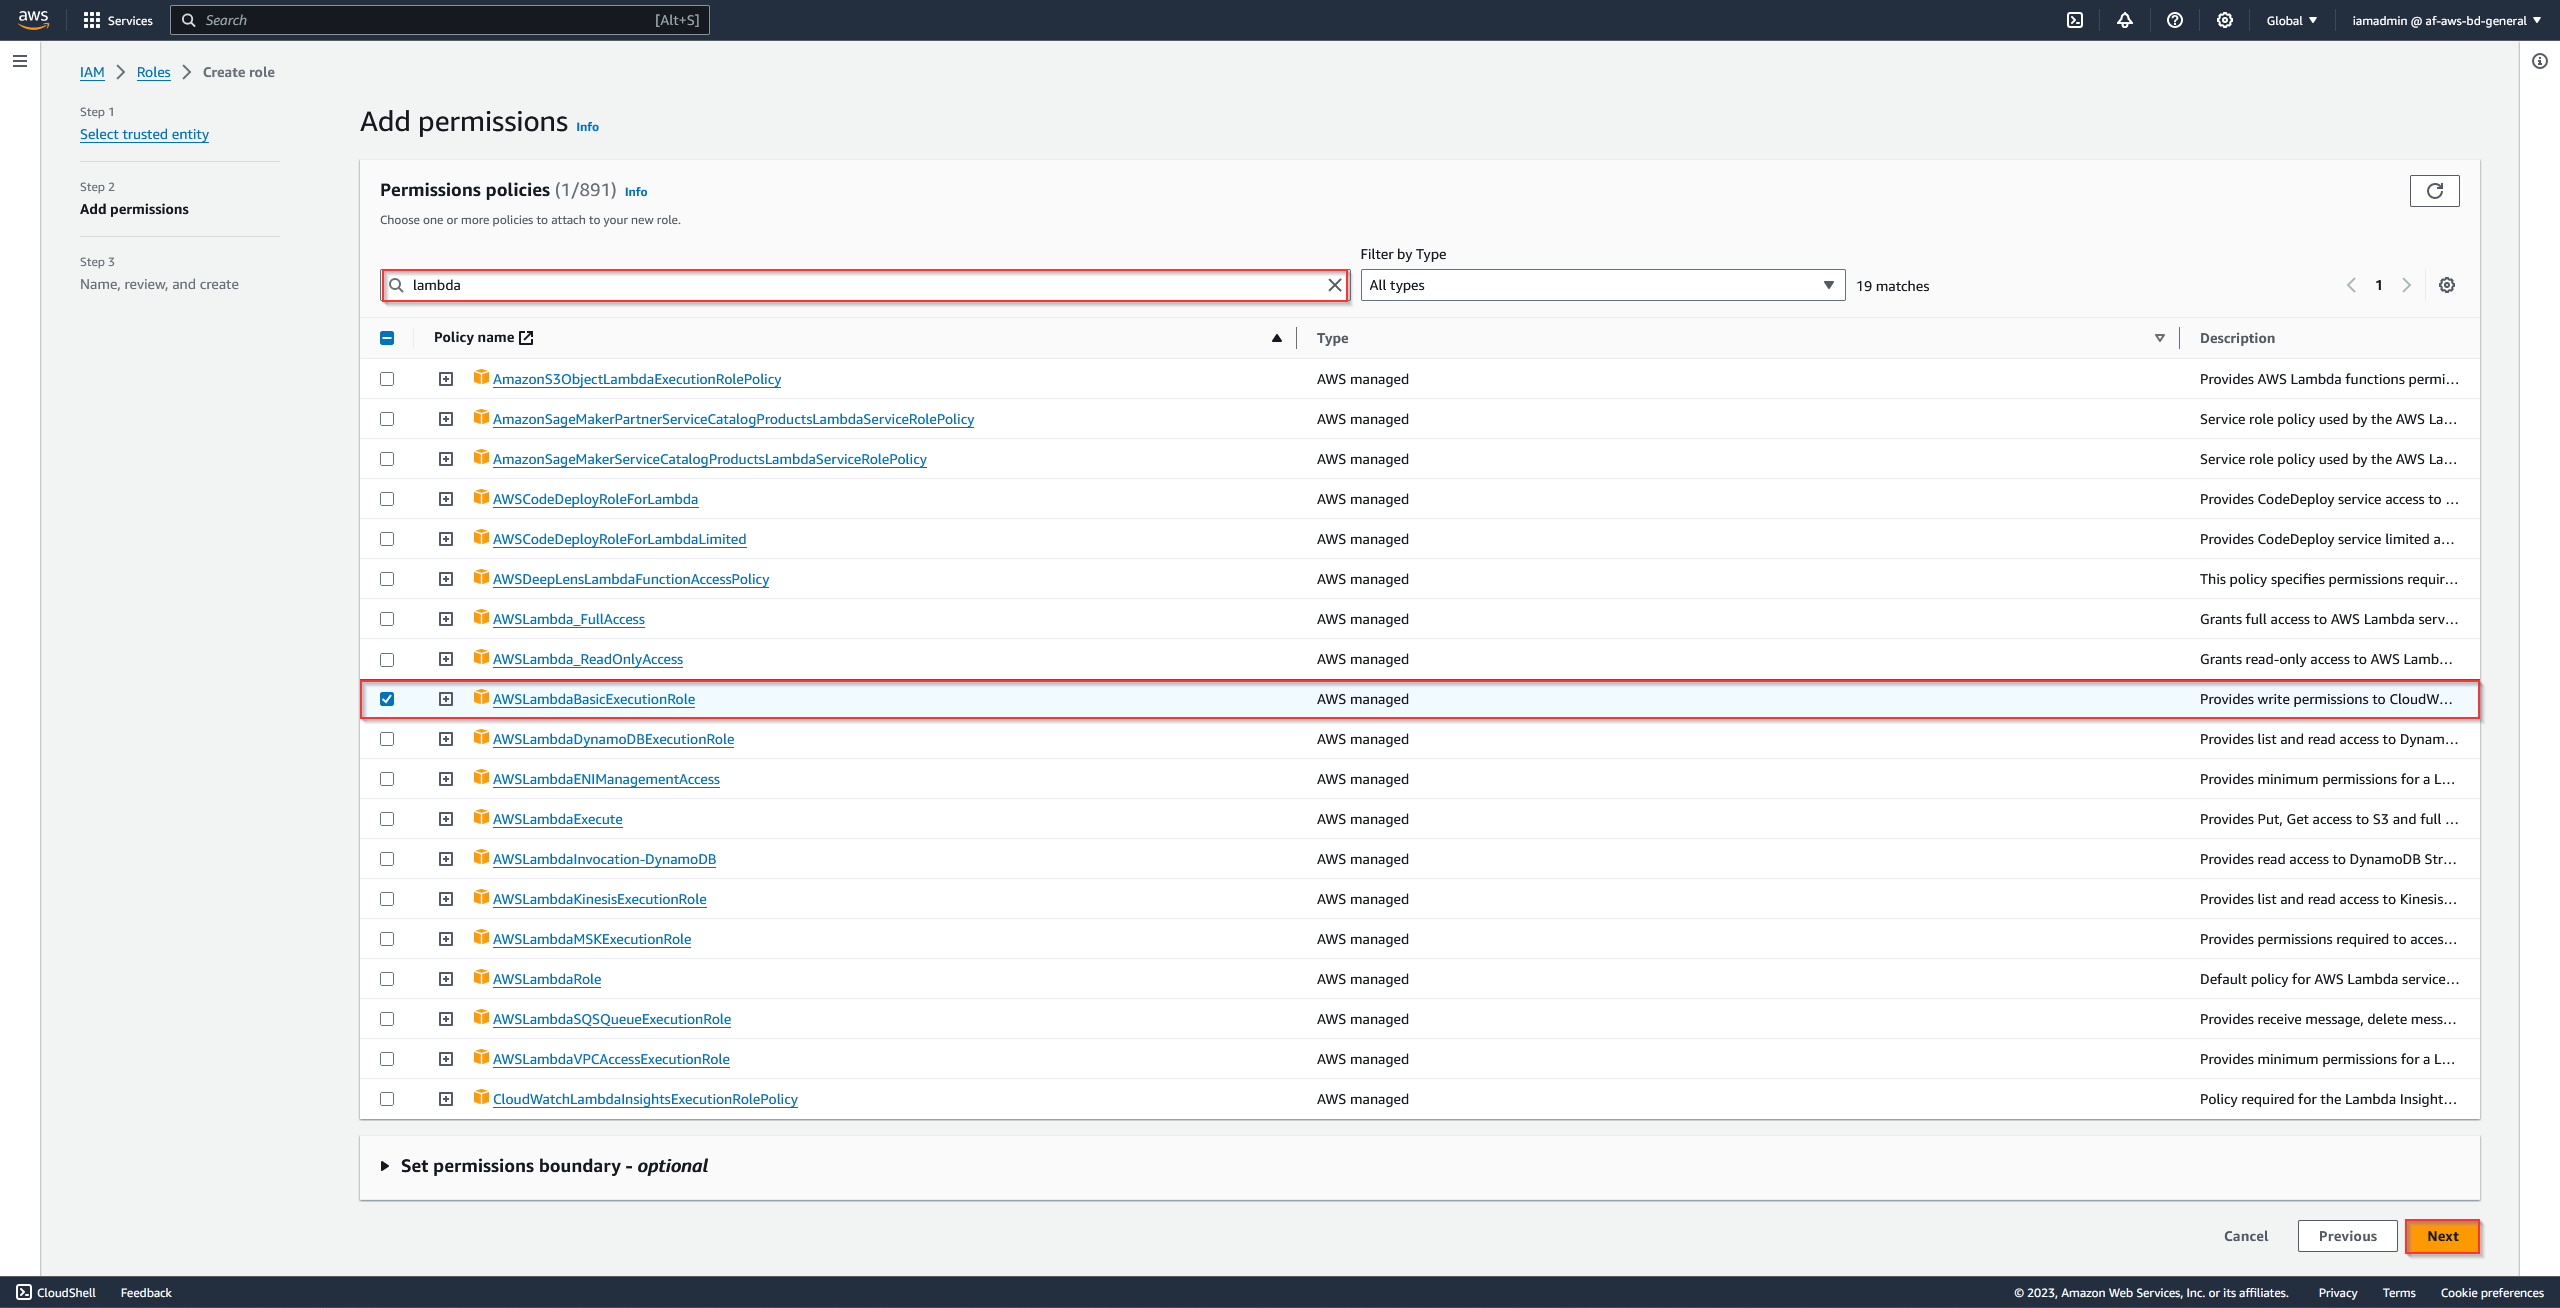 aws Services Search [Alt+S] Global iamadmin @ af-aws-bd-general
IAM Roles Create role
Step 1
Select trusted entity
Step 2
Add permissions
Step 3
Name, review, and create
Add permissions Info
Permissions policies (1/891) Info
Choose one or more policies to attach to your new role.
Filter by Type
lambda All types 19 matches 1
Policy name Type Description
AmazonS3ObjectLambdaExecutionRolePolicy AWS managed Provides AWS Lambda functions permi...
AmazonSageMakerPartnerServiceCatalogProductsLambdaServiceRolePolicy AWS managed Service role policy used by the AWS La...
AmazonSageMakerServiceCatalogProductsLambdaServiceRolePolicy AWS managed Service role policy used by the AWS La...
AWSCodeDeployRoleForLambda AWS managed Provides CodeDeploy service access to ...
AWSCodeDeployRoleForLambdaLimited AWS managed Provides CodeDeploy service limited a...
AWSDeepLensLambdaFunctionAccessPolicy AWS managed This policy specifies permissions requir...
AWSLambda_FullAccess AWS managed Grants full access to AWS Lambda serv...
AWSLambda_ReadOnlyAccess AWS managed Grants read-only access to AWS Lamb...
AWSLambdaBasicExecutionRole AWS managed Provides write permissions to CloudW...
AWSLambdaDynamoDBExecutionRole AWS managed Provides list and read access to Dynam...
AWSLambdaENIManagementAccess AWS managed Provides minimum permissions for a L...
AWSLambdaExecute AWS managed Provides Put, Get access to S3 and full ...
AWSLambdaInvocation-DynamoDB AWS managed Provides read access to DynamoDB Str...
AWSLambdaKinesisExecutionRole AWS managed Provides list and read access to Kinesis...
AWSLambdaMSKExecutionRole AWS managed Provides permissions required to acces...
AWSLambdaRole AWS managed Default policy for AWS Lambda service...
AWSLambdaSQSQueueExecutionRole AWS managed Provides receive message, delete mess...
AWSLambdaVPCAccessExecutionRole AWS managed Provides minimum permissions for a L...
CloudWatchLambdaInsightsExecutionRolePolicy AWS managed Policy required for the Lambda Insight...
Set permissions boundary - optional
Cancel Previous Next
CloudShell Feedback © 2023, Amazon Web Services, Inc. or its affiliates. Privacy Terms Cookie preferences